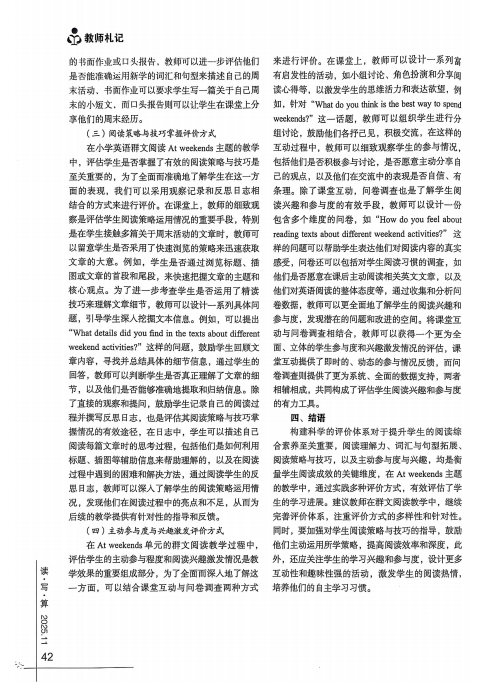 教师札记
的书面作业或口头报告，教师可以进一步评估他们
是否能准确运用新学的词汇和句型来描述自己的周
末活动。书面作业可以要求学生写一篇关于自己周
末的小短文，而口头报告则可以让学生在课堂上分
享他们的周末经历。
（三）阅读策略与技巧掌握评价方式
在小学英语群文阅读 At weekends 主题的教学
中，评估学生是否掌握了有效的阅读策略与技巧是
至关重要的，为了全面而准确地了解学生在这一方
面的表现，我们可以采用观察记录和反思日志相
结合的方式来进行评价。在课堂上，教师的细致观
察是评估学生阅读策略运用情况的重要手段，特别
是在学生接触多篇关于周末活动的文章时，教师可
以留意学生是否采用了快速浏览的策略来迅速获取
文章的大意。例如，学生是否通过浏览标题、插
图或文章的首段和尾段，来快速把握文章的主题和
核心观点。为了进一步考查学生是否运用了精读
技巧来理解文章细节，教师可以设计一系列具体问
题，引导学生深入挖掘文本信息。例如，可以提出
“What details did you find in the texts about different
weekend activities?”这样的问题，鼓励学生回顾文
章内容，寻找并总结具体的细节信息，通过学生的
回答，教师可以判断学生是否真正理解了文章的细
节，以及他们是否能够准确地提取和归纳信息。除
了直接的观察和提问，鼓励学生记录自己的阅读过
程并撰写反思日志，也是评估其阅读策略与技巧掌
握情况的有效途径，在日志中，学生可以描述自己
阅读每篇文章时的思考过程，包括他们是如何利用
标题、插图等辅助信息来帮助理解的，以及在阅读
过程中遇到的困难和解决方法，通过阅读学生的反
思日志，教师可以深入了解学生的阅读策略运用情
况，发现他们在阅读过程中的亮点和不足，从而为
后续的教学提供有针对性的指导和反馈。
（四）主动参与度与兴趣激发评价方式
在 At weekends 单元的群文阅读教学过程中，
评估学生的主动参与程度和阅读兴趣激发情况是教
学效果的重要组成部分，为了全面而深入地了解这
一方面，可以结合课堂互动与问卷调查两种方式
来进行评价。在课堂上，教师可以设计一系列富
有启发性的活动，如小组讨论、角色扮演和分享阅
读心得等，以激发学生的思维活力和表达欲望，例
如，针对“What do you think is the best way to spend
weekends?”这一话题，教师可以组织学生进行分
组讨论，鼓励他们各抒己见，积极交流，在这样的
互动过程中，教师可以细致观察学生的参与情况，
包括他们是否积极参与讨论，是否愿意主动分享自
己的观点，以及他们在交流中的表现是否自信、有
条理。除了课堂互动，问卷调查也是了解学生阅
读兴趣和参与度的有效手段，教师可以设计一份
包含多个维度的问卷，如“How do you feel about
reading texts about different weekend activities?”这
样的问题可以帮助学生表达他们对阅读内容的真实
感受，问卷还可以包括对学生阅读习惯的调查，如
他们是否愿意在课后主动阅读相关英文文章，以及
他们对英语阅读的整体态度等，通过收集和分析问
卷数据，教师可以更全面地了解学生的阅读兴趣和
参与度，发现潜在的问题和改进的空间。将课堂互
动与问卷调查相结合，教师可以获得一个更为全
面、立体的学生参与度和兴趣激发情况的评估，课
堂互动提供了即时的、动态的参与情况反馈，而问
卷调查则提供了更为系统、全面的数据支持，两者
相辅相成，共同构成了评估学生阅读兴趣和参与度
的有力工具。
四、结语
构建科学的评价体系对于提升学生的阅读综
合素养至关重要，阅读理解力、词汇与句型拓展、
阅读策略与技巧，以及主动参与度与兴趣，均是衡
量学生阅读成效的关键维度，在 At weekends 主题
的教学中，通过实践多种评价方式，有效评估了学
生的学习进展。建议教师在群文阅读教学中，继续
完善评价体系，注重评价方式的多样性和针对性。
同时，要加强对学生阅读策略与技巧的指导，鼓励
他们主动运用所学策略，提高阅读效率和深度，此
外，还应关注学生的学习兴趣和参与度，设计更多
互动性和趣味性强的活动，激发学生的阅读热情，
培养他们的自主学习习惯。
读·写·算 2025.11
42